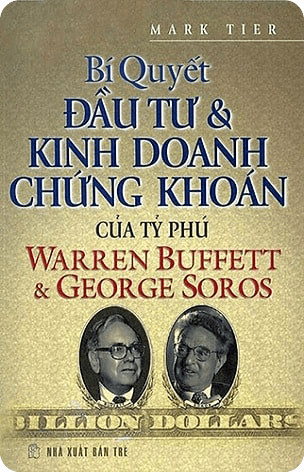 MARK TIER
Bí Quyết
ĐẦU TƯ &
KINH DOANH
CHỨNG KHOÁN
CỦA TỶ PHÚ
WARREN BUFFETT
& GEORGE SOROS
BILLION DOLLARS
NHÀ XUẤT BẢN TRẺ